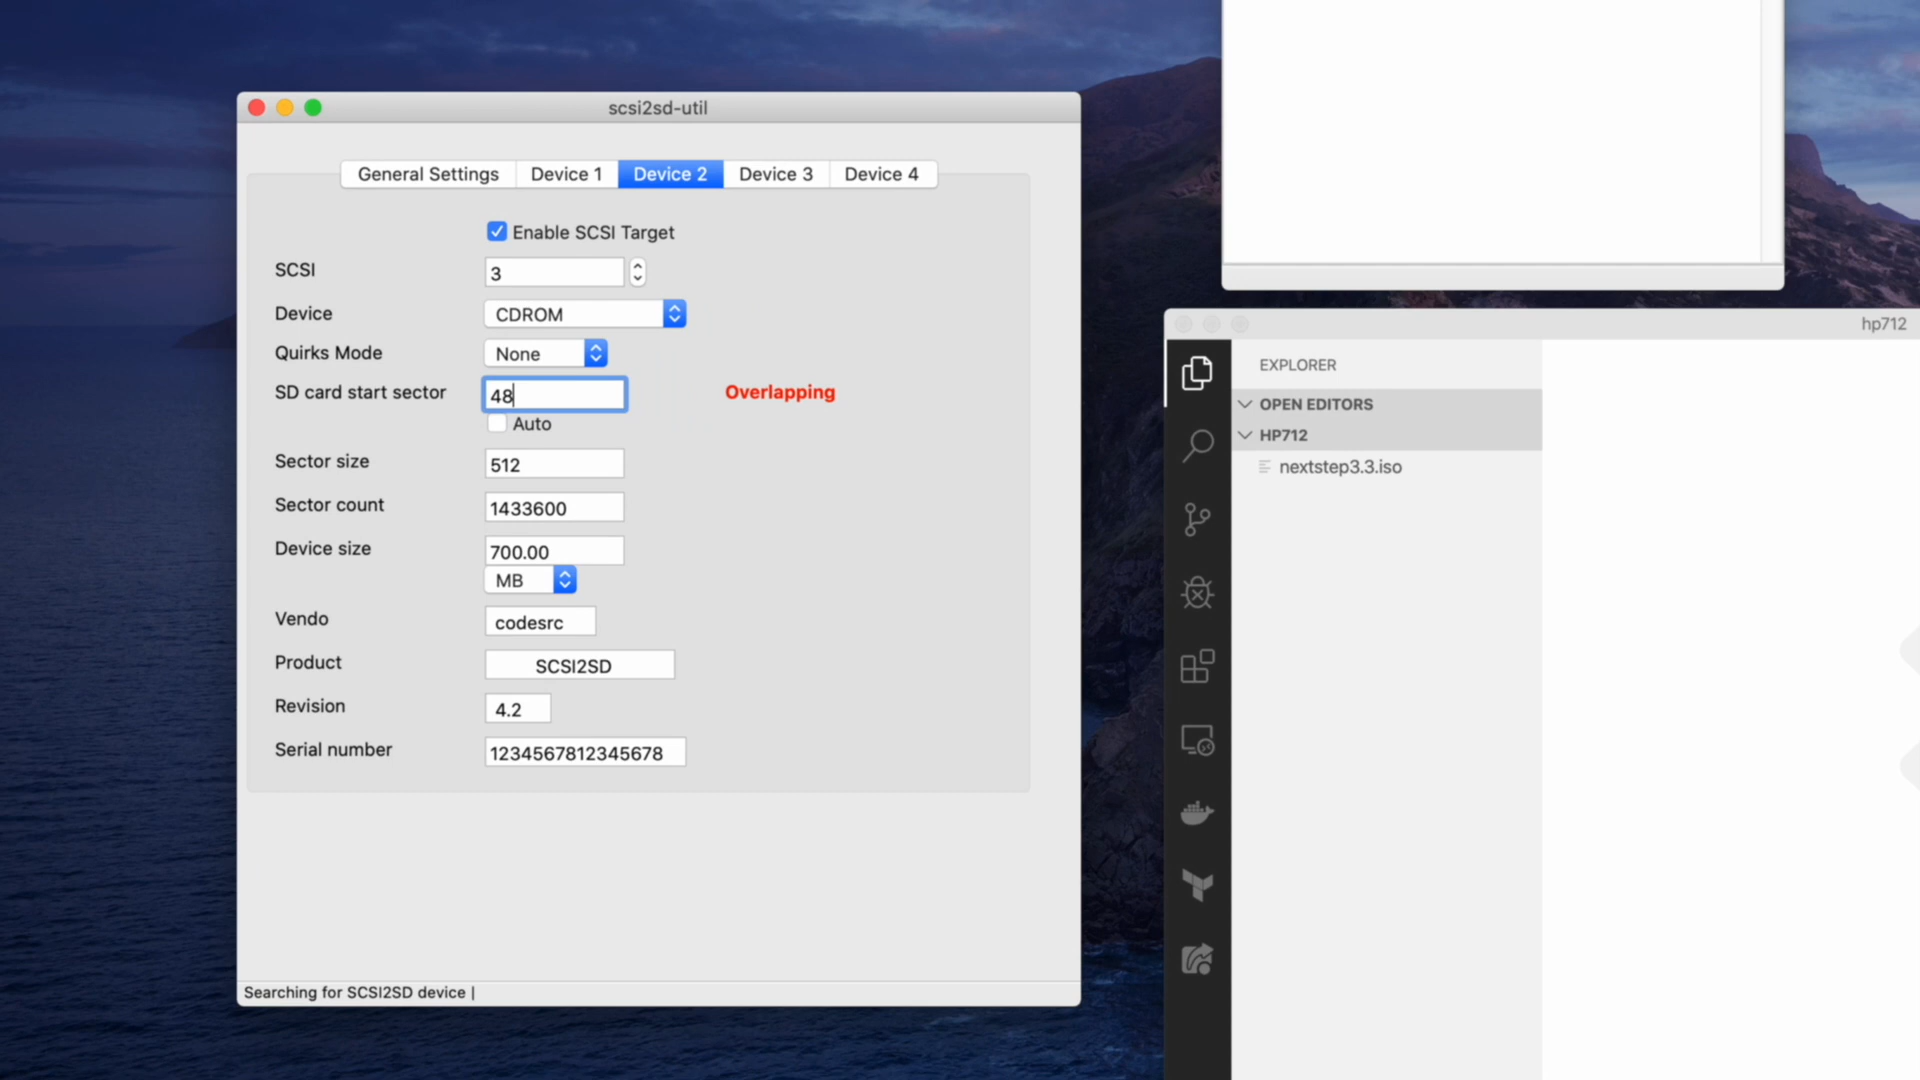 scsi2sd-util
General Settings
Device 1
Device 2
Device 3
Device 4
Enable SCSI Target
SCSI
3
Device
CDROM
Quirks Mode
None
SD card start sector
48
Overlapping
Auto
Sector size
512
Sector count
1433600
Device size
700.00
MB
Vendo
codesrc
Product
SCSI2SD
Revision
4.2
Serial number
1234567812345678
Searching for SCSI2SD device |
hp712
EXPLORER
OPEN EDITORS
HP712
nextstep3.3.iso